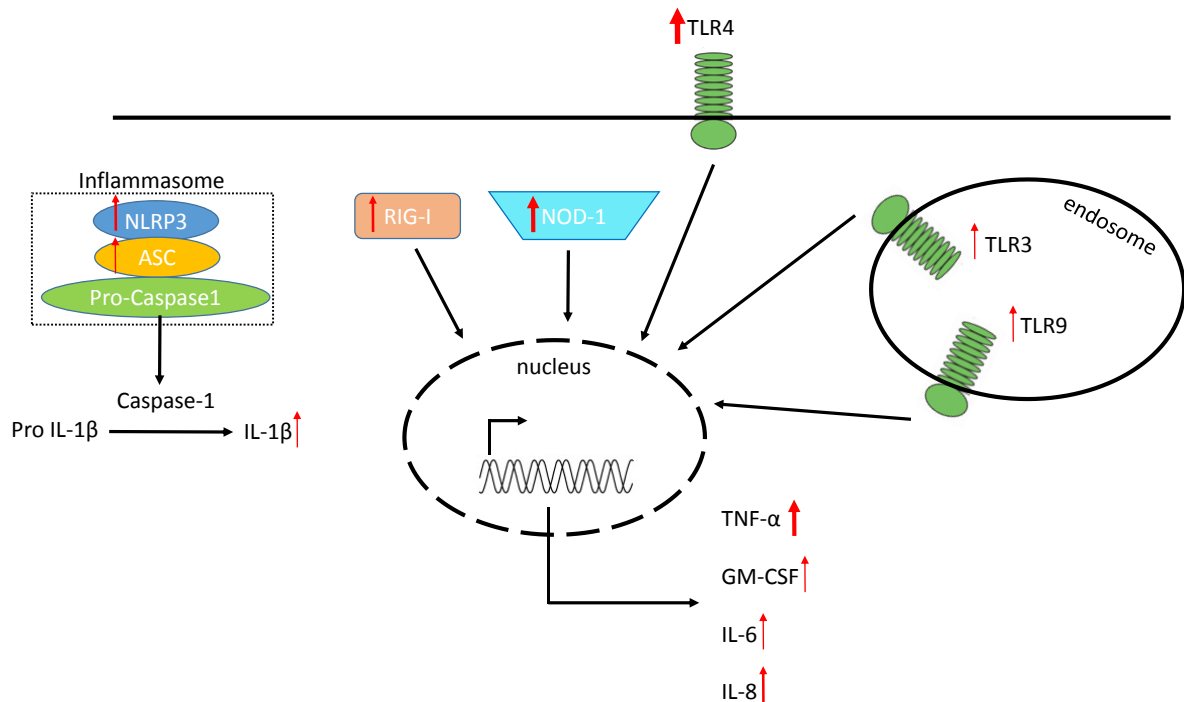 TLR4
Inflammasome
NLRP3
ASC
Pro-Caspase1
RIG-I
NOD-1
endosome
TLR3
TLR9
nucleus
Caspase-1
Pro IL-1β
IL-1β
TNF-α
GM-CSF
IL-6
IL-8